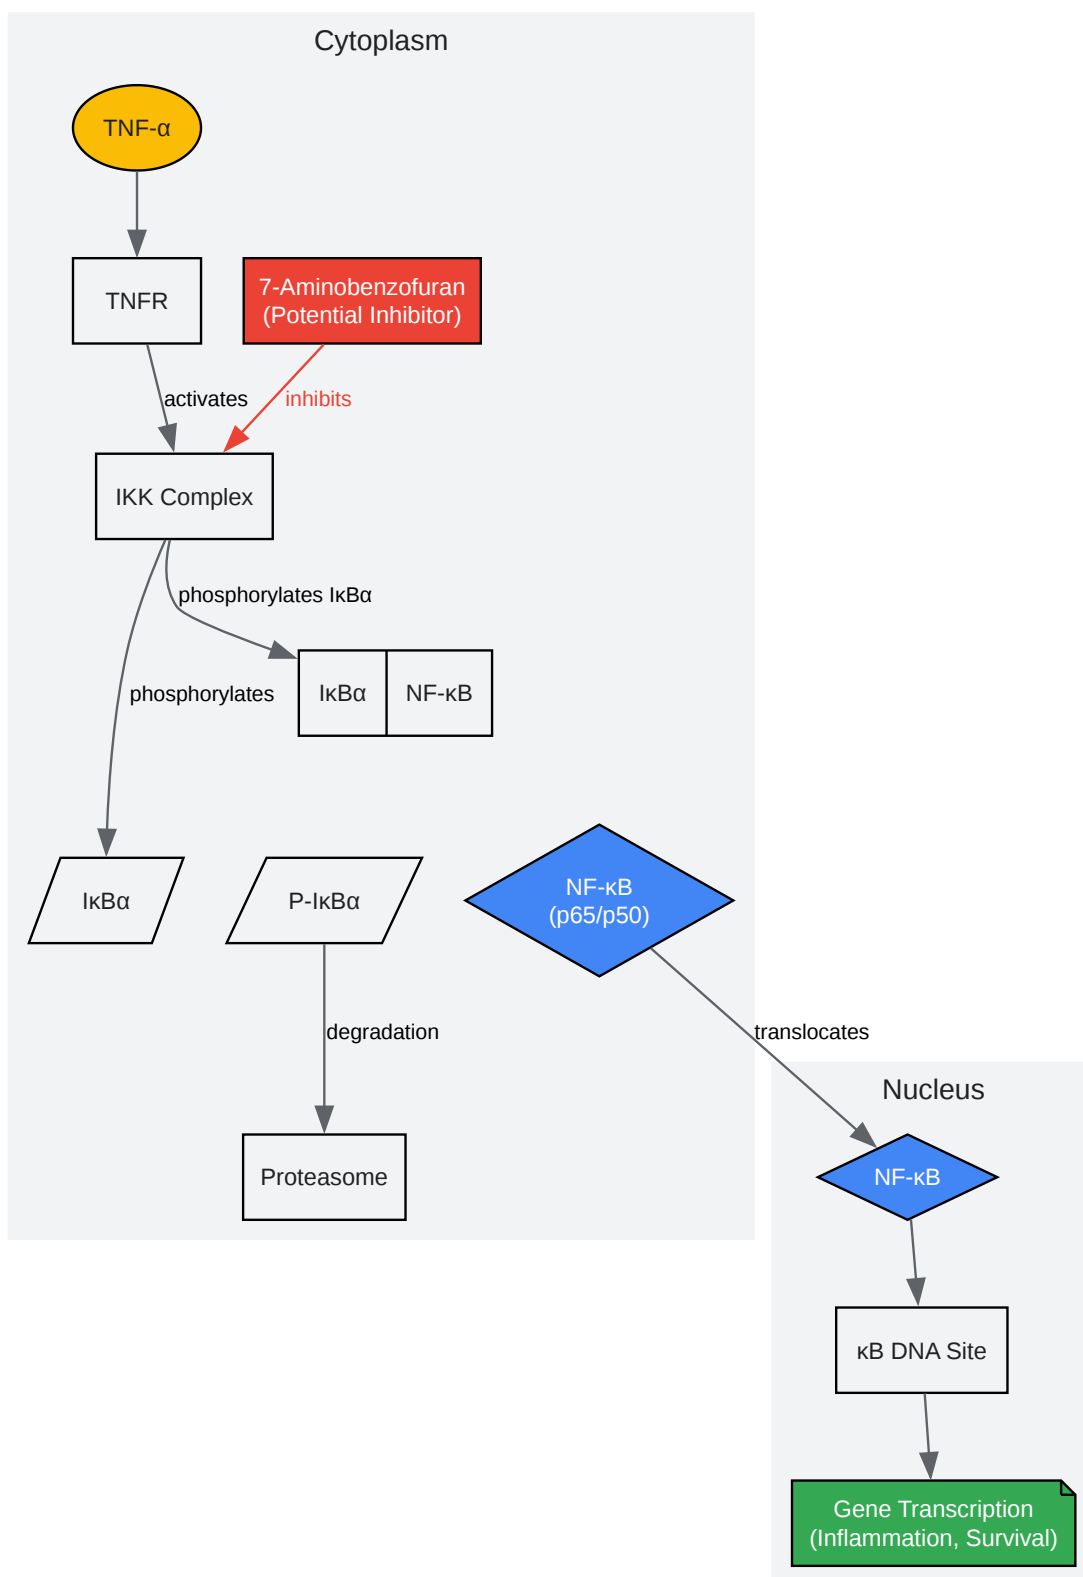 Cytoplasm
TNF-α
TNFR
7-Aminobenzofuran
(Potential Inhibitor)
activates
inhibits
IKK Complex
phosphorylates IκBα
phosphorylates
IκBα
NF-κB
IκBα
P-IκBα
NF-κB
(p65/p50)
degradation
translocates
Proteasome
Nucleus
NF-κB
κB DNA Site
Gene Transcription
(Inflammation, Survival)